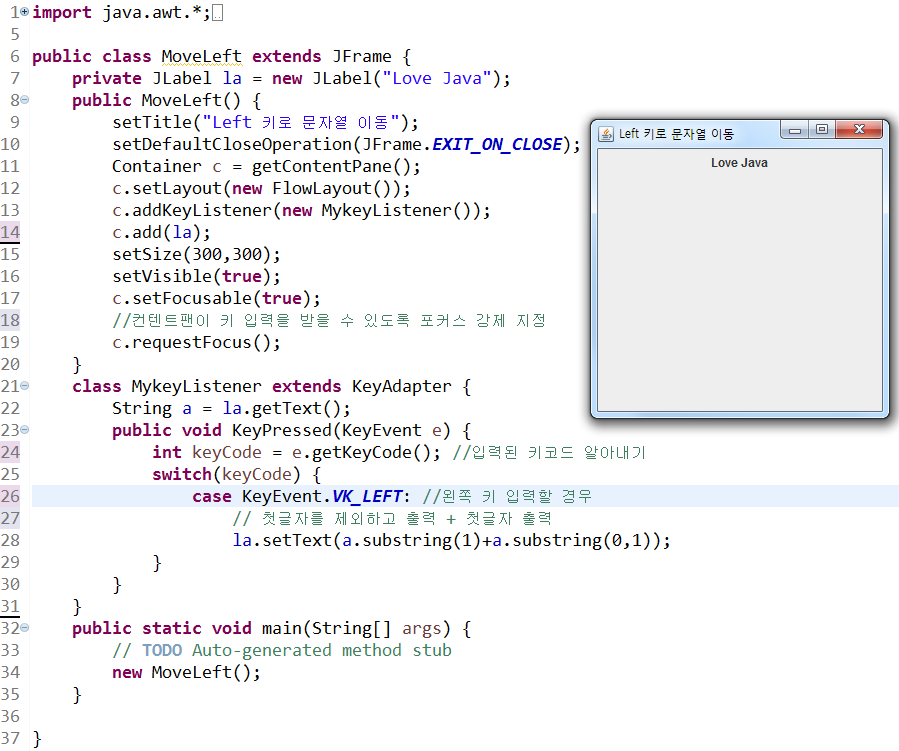 1 import java.awt.*;
5
6 public class MoveLeft extends JFrame {
7 private JLabel la = new JLabel("Love Java");
8 public MoveLeft() {
9 setTitle("Left 키로 문자열 이동");
10 setDefaultCloseOperation(JFrame.EXIT_ON_CLOSE);
11 Container c = getContentPane();
12 c.setLayout(new FlowLayout());
13 c.addKeyListener(new MykeyListener());
14 c.add(la);
15 setSize(300,300);
16 setVisible(true);
17 c.setFocusable(true);
18 //컨텐트팬이 키 입력을 받을 수 있도록 포커스 강제 지정
19 c.requestFocus();
20 }
21 class MykeyListener extends KeyAdapter {
22 String a = la.getText();
23 public void KeyPressed(KeyEvent e) {
24 int keyCode = e.getKeyCode(); //입력된 키코드 알아내기
25 switch(keyCode) {
26 case KeyEvent.VK_LEFT: //왼쪽 키 입력할 경우
27 // 첫글자를 제외하고 출력 + 첫글자 출력
28 la.setText(a.substring(1)+a.substring(0,1));
29 }
30 }
31 }
32 public static void main(String[] args) {
33 // TODO Auto-generated method stub
34 new MoveLeft();
35 }
36
37 }
Left 키로 문자열 이동
Love Java